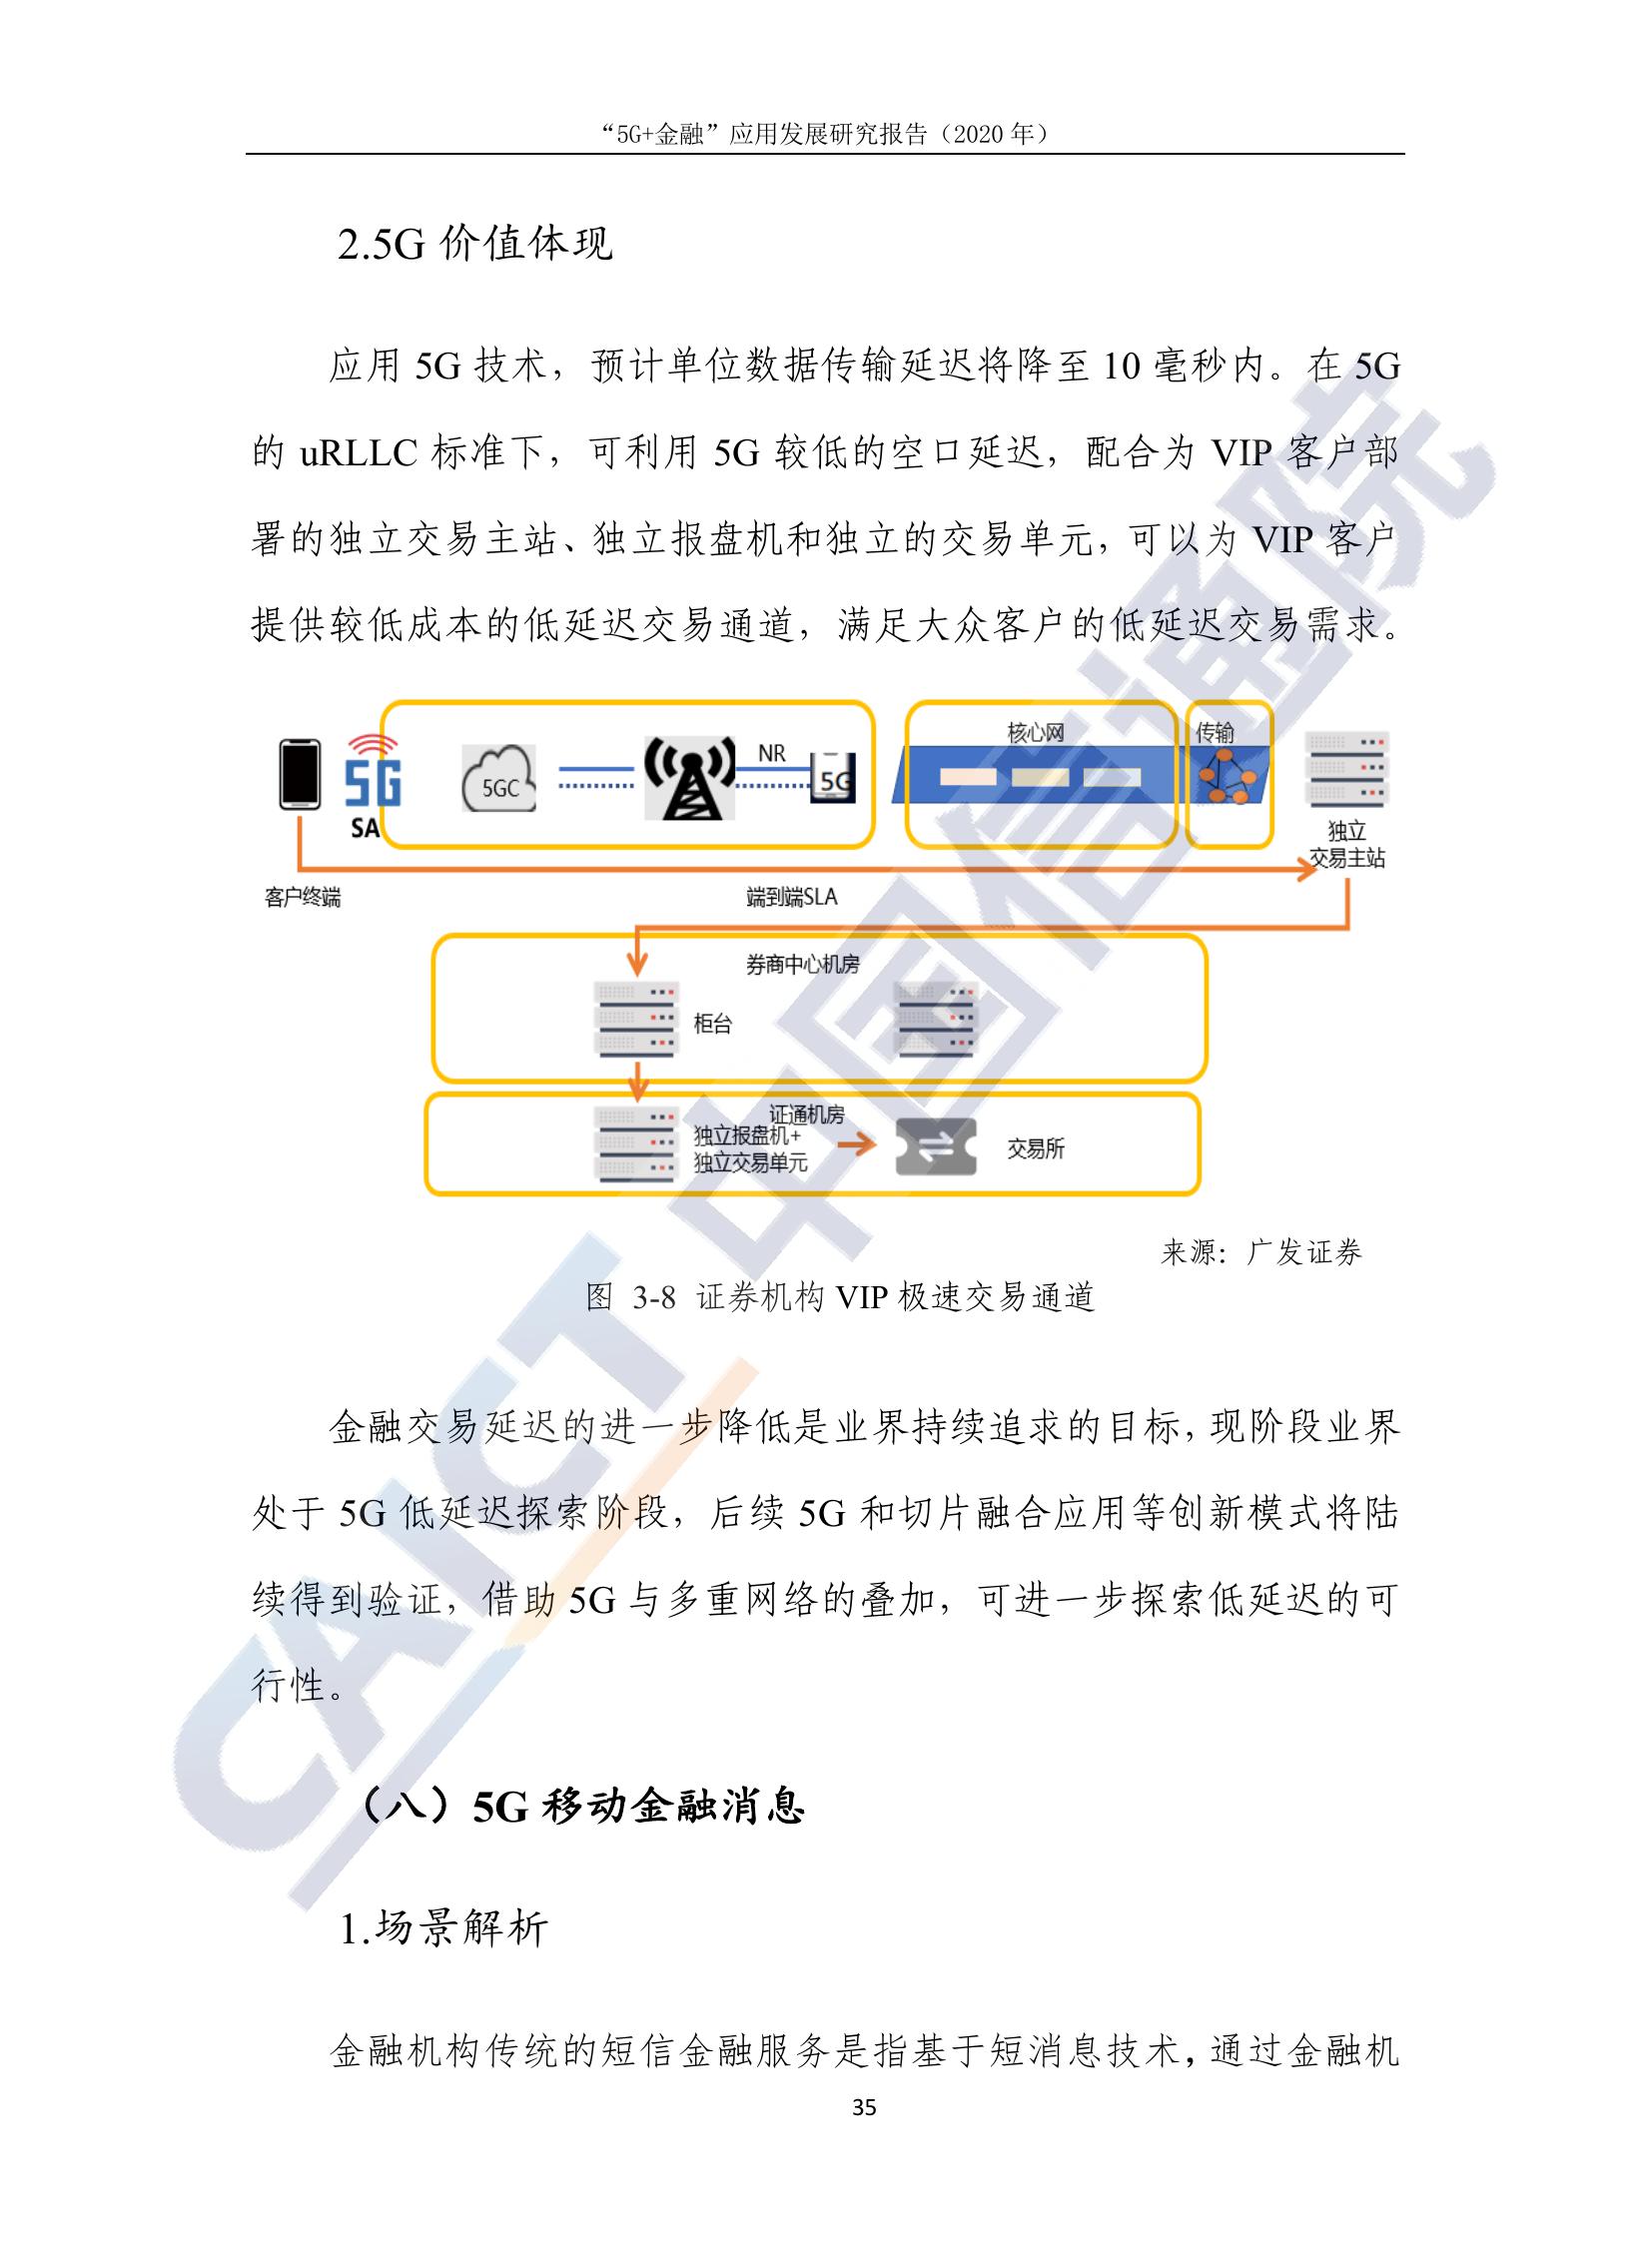 “5G+金融”应用发展研究报告（2020 年）
2.5G 价值体现
应用 5G 技术，预计单位数据传输延迟将降至 10 毫秒内。在 5G
的 uRLLC 标准下，可利用 5G 较低的空口延迟，配合为 VIP 客户部
署的独立交易主站、独立报盘机和独立的交易单元，可以为 VIP 客户
提供较低成本的低延迟交易通道，满足大众客户的低延迟交易需求。
5G
SA
5GC
NR
5G
核心网
传输
独立
交易主站
客户终端
端到端SLA
券商中心机房
柜台
证通机房
独立报盘机+
独立交易单元
交易所
来源：广发证券
图 3-8 证券机构 VIP 极速交易通道
金融交易延迟的进一步降低是业界持续追求的目标，现阶段业界
处于 5G 低延迟探索阶段，后续 5G 和切片融合应用等创新模式将陆
续得到验证，借助 5G 与多重网络的叠加，可进一步探索低延迟的可
行性。
（八）5G 移动金融消息
1.场景解析
金融机构传统的短信金融服务是指基于短消息技术，通过金融机
35
CAICT 中国信通院